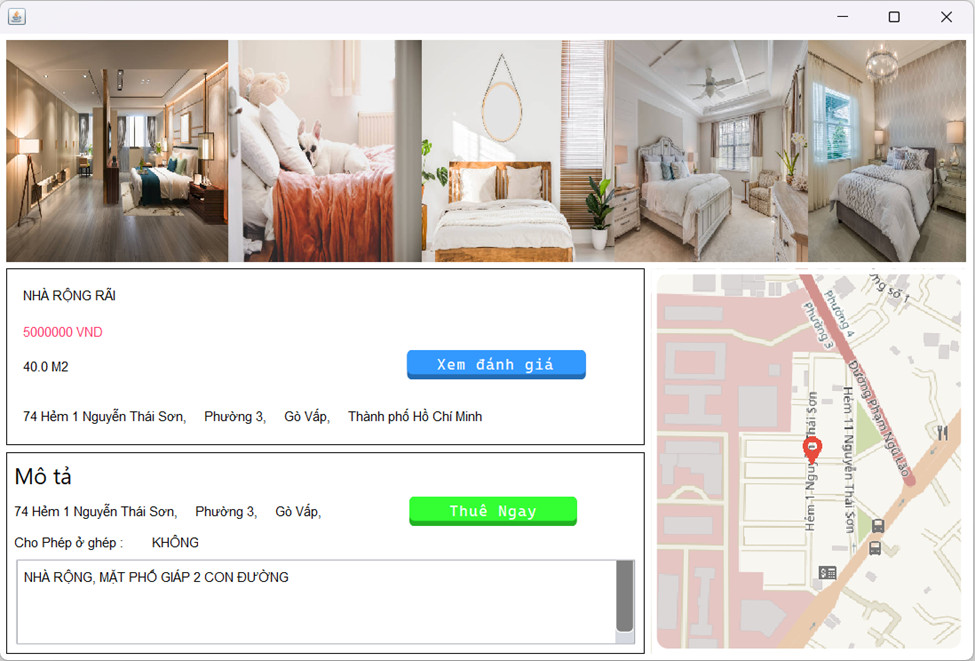 NHÀ RỘNG RÃI
5000000 VND
40.0 M2
Xem đánh giá
74 Hẻm 1 Nguyễn Thái Sơn, Phường 3, Gò Vấp, Thành phố Hồ Chí Minh
Mô tả
74 Hẻm 1 Nguyễn Thái Sơn, Phường 3, Gò Vấp,
Thuê Ngay
Cho Phép ở ghép : KHÔNG
NHÀ RỘNG, MẶT PHỐ GIÁP 2 CON ĐƯỜNG
ng số 1
Phường 4
Phường 3
Đường Phạm Ngũ Lão
Hẻm 1 Nguyễn Thái Sơn
Hẻm 11 Nguyễn Thái Sơn